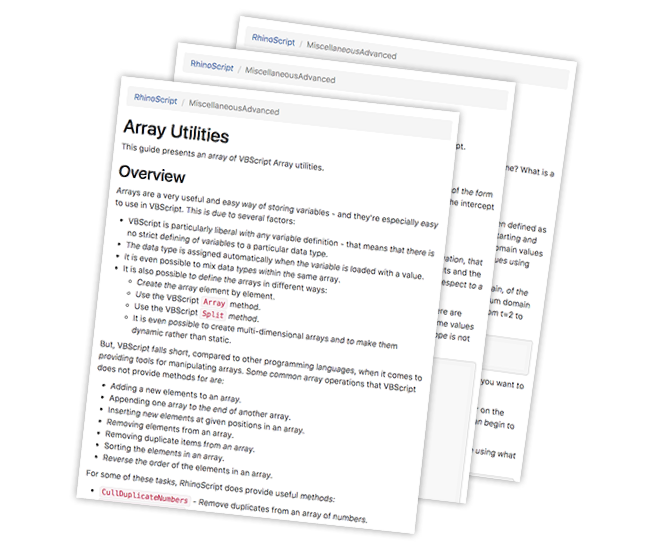 RhinoScript / MiscellaneousAdvanced
Array Utilities
This guide presents an array of VBScript Array utilities.
Overview
Arrays are a very useful and easy way of storing variables - and they're especially easy
to use in VBScript. This is due to several factors:
• VBScript is particularly liberal with any variable definition - that means that there is
no strict defining of variables to a particular data type.
• The data type is assigned automatically when the variable is loaded with a value.
• It is even possible to mix data types within the same array.
• It is also possible to define the arrays in different ways:
◦ Create the array element by element.
◦ Use the VBScript Array method.
◦ Use the VBScript Split method.
◦ It is even possible to create multi-dimensional arrays and to make them
dynamic rather than static.
But, VBScript falls short, compared to other programming languages, when it comes to
providing tools for manipulating arrays. Some common array operations that VBScript
does not provide methods for are:
• Adding a new elements to an array.
• Appending one array to the end of another array.
• Inserting new elements at given positions in an array.
• Removing elements from an array.
• Removing duplicate items from an array.
• Sorting the elements in an array.
• Reverse the order of the elements in an array.
For some of these tasks, RhinoScript does provide useful methods:
• CullDuplicateNumbers - Remove duplicates from an array of numbers.
RhinoScript / MiscellaneousAdvanced
pt.
of the form
the intercept
ation, that
ts and the
espect to a
ere are
me values
ope is not
RhinoScript / MiscellaneousAdvanced
ne? What is a
en defined as
tarting and
omain values
ues using
ain, of the
um domain
om t=2 to
you want to
r on the
an begin to
e using what